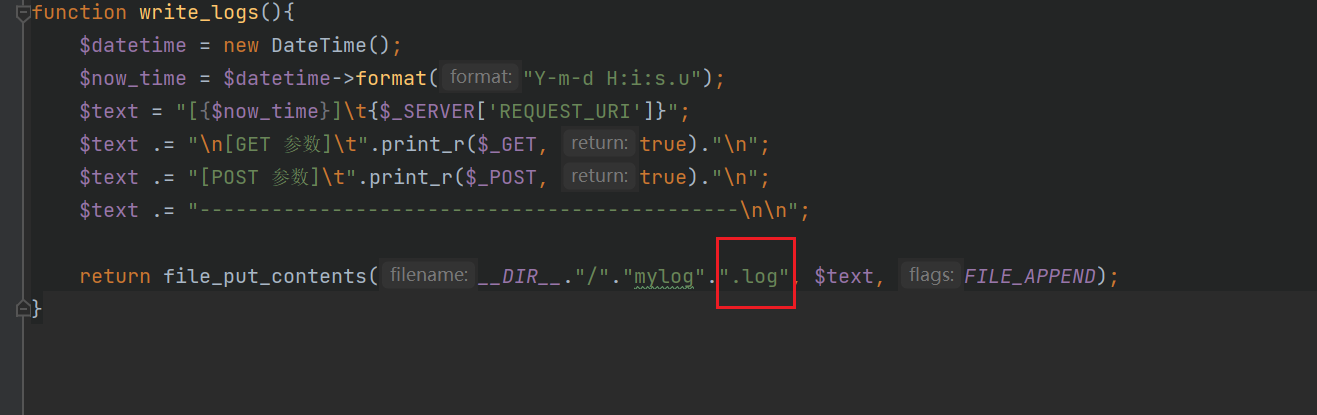 function write_logs(){
    $datetime = new DateTime();
    $now_time = $datetime->format( format: "Y-m-d H:i:s.u");
    $text = "[{$now_time}]\t{$_SERVER['REQUEST_URI']}";
    $text .= "\n[GET 参数]\t".print_r($_GET, return: true)."\n";
    $text .= "[POST 参数]\t".print_r($_POST, return: true)."\n";
    $text .= "---------------------------------------------\n\n";
    return file_put_contents( filename: __DIR__."/"."mylog".".log", $text, flags: FILE_APPEND);
}